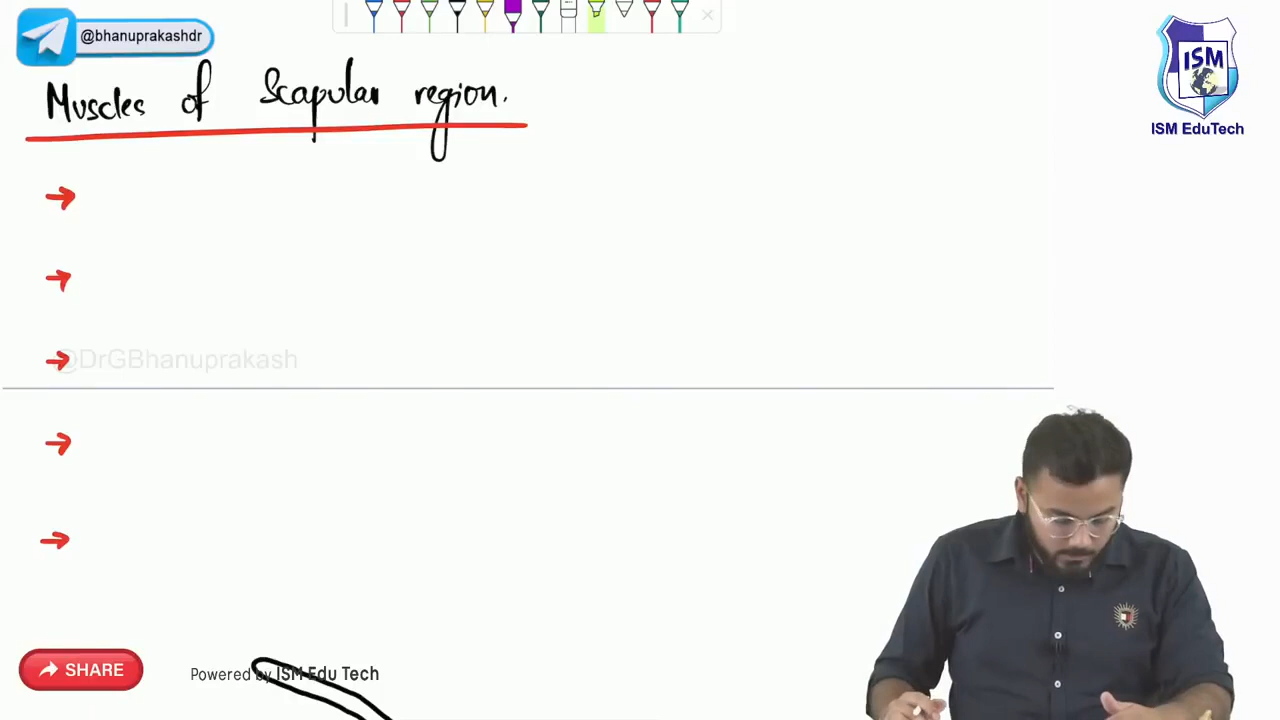 @bhanuprakashdr
ISM
ISM EduTech
Muscles of Scapular region.
@DrGBhanuprakash
SHARE
Powered by ISM Edu Tech